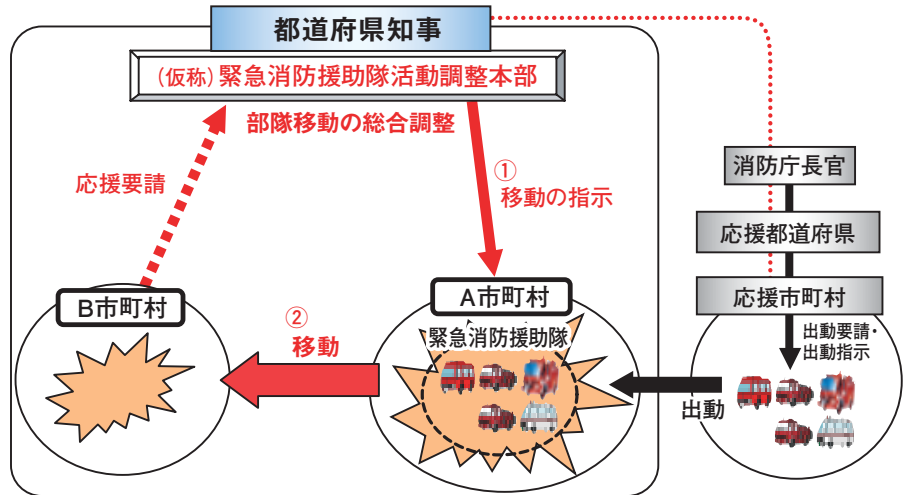 都道府県知事
(仮称)緊急消防援助隊活動調整本部
部隊移動の総合調整
応援要請
①
移動の指示
消防庁長官
応援都道府県
応援市町村
出動要請・
出動指示
B市町村
A市町村
緊急消防援助隊
②
移動
出動